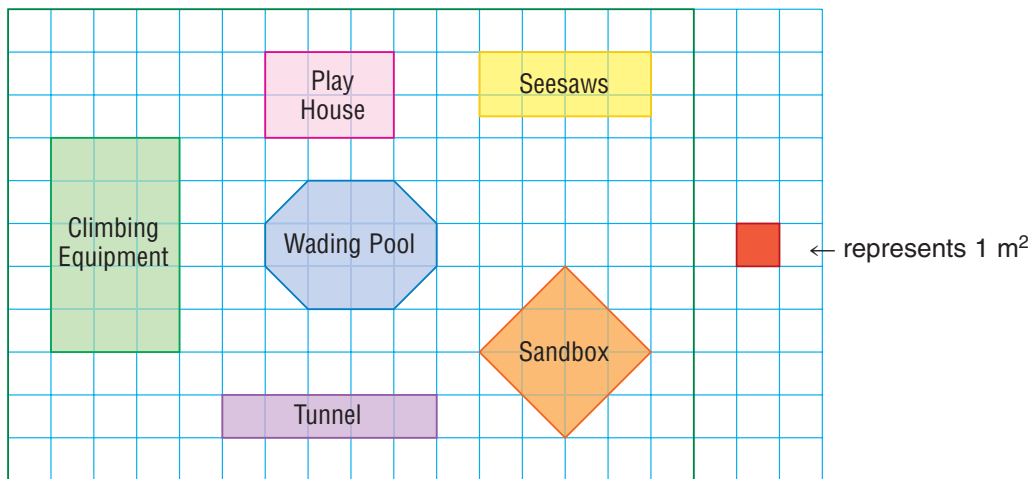 Play
House
Seesaws
Climbing
Equipment
Wading Pool
← represents 1 m²
Sandbox
Tunnel